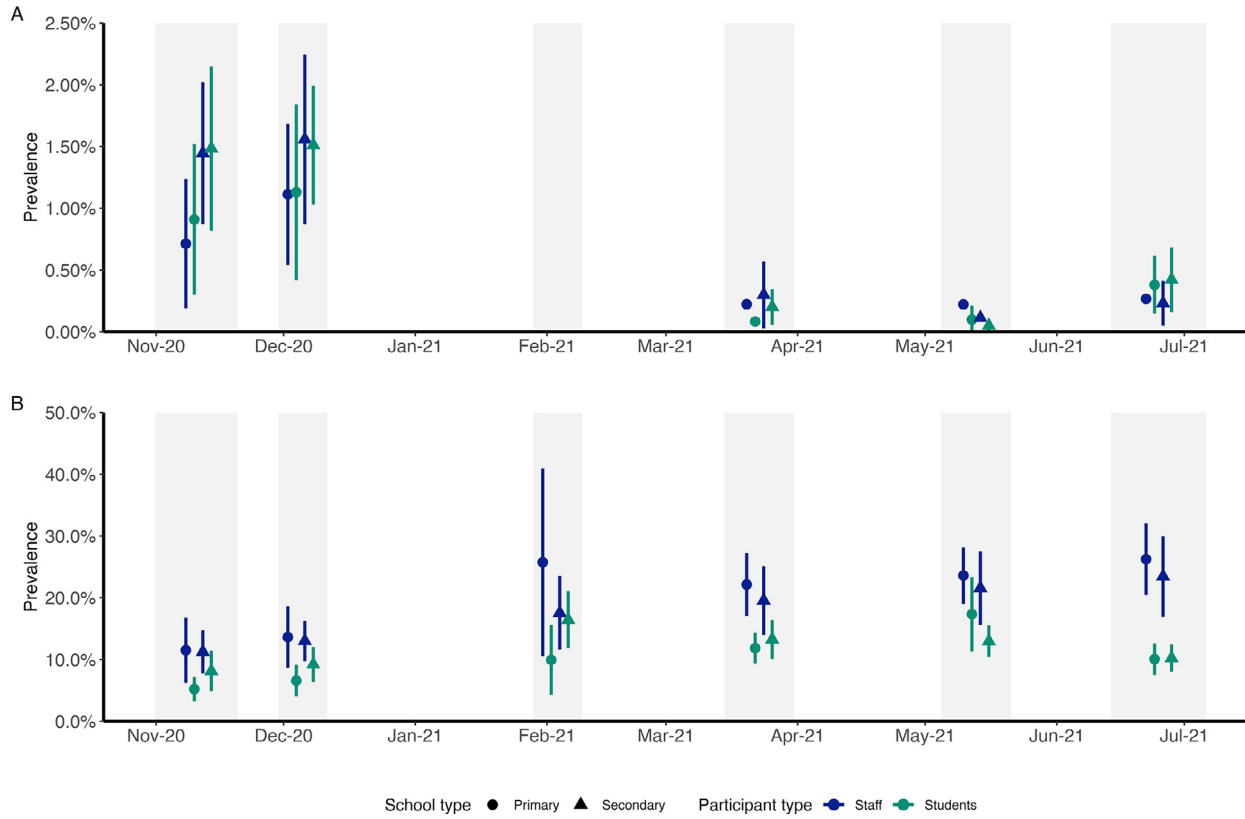 A
2.50%
2.00%
1.50%
1.00%
0.50%
0.00%
Prevalence
Nov-20 Dec-20 Jan-21 Feb-21 Mar-21 Apr-21 May-21 Jun-21 Jul-21
B
50.0%
40.0%
30.0%
20.0%
10.0%
0.0%
Prevalence
Nov-20 Dec-20 Jan-21 Feb-21 Mar-21 Apr-21 May-21 Jun-21 Jul-21
School type Primary Secondary Participant type Staff Students